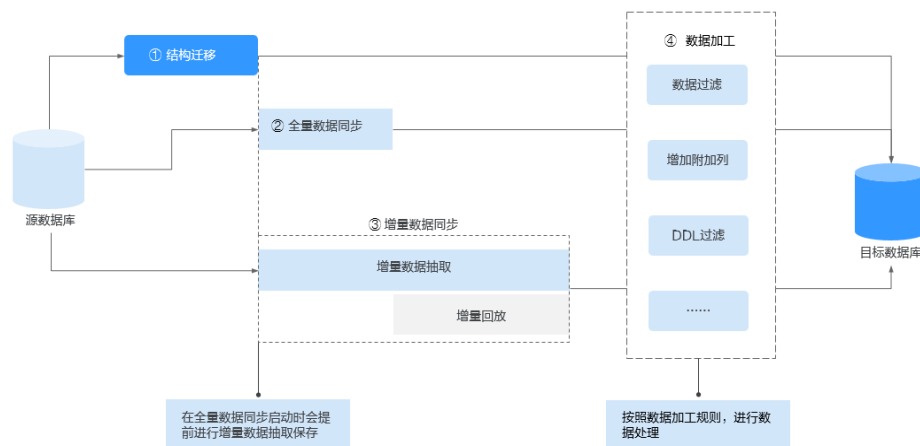 ① 结构迁移
④ 数据加工
数据过滤
② 全量数据同步
增加附加列
源数据库
③ 增量数据同步
DDL过滤
目标数据库
增量数据抽取
增量回放
······
在全量数据同步启动时会提
前进行增量数据抽取保存
按照数据加工规则，进行数
据处理